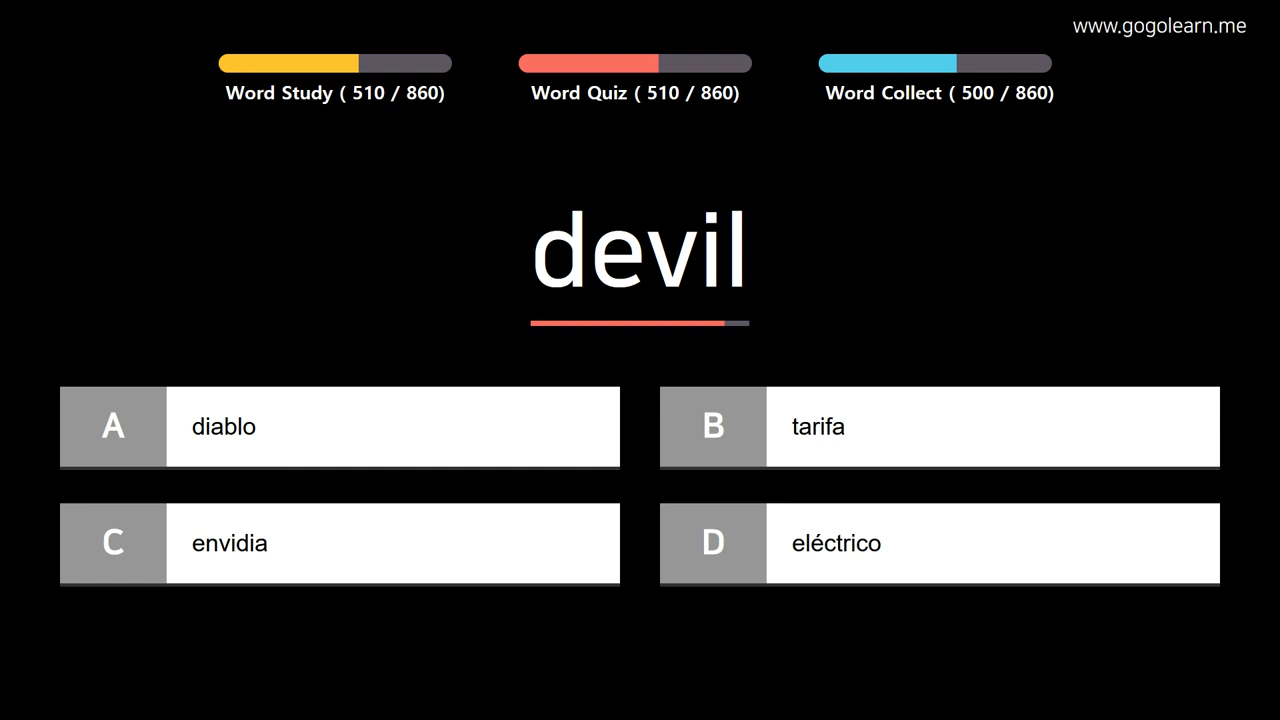 www.gogolearn.me
Word Study ( 510 / 860)
Word Quiz ( 510 / 860)
Word Collect ( 500 / 860)
devil
A
diablo
B
tarifa
C
envidia
D
eléctrico